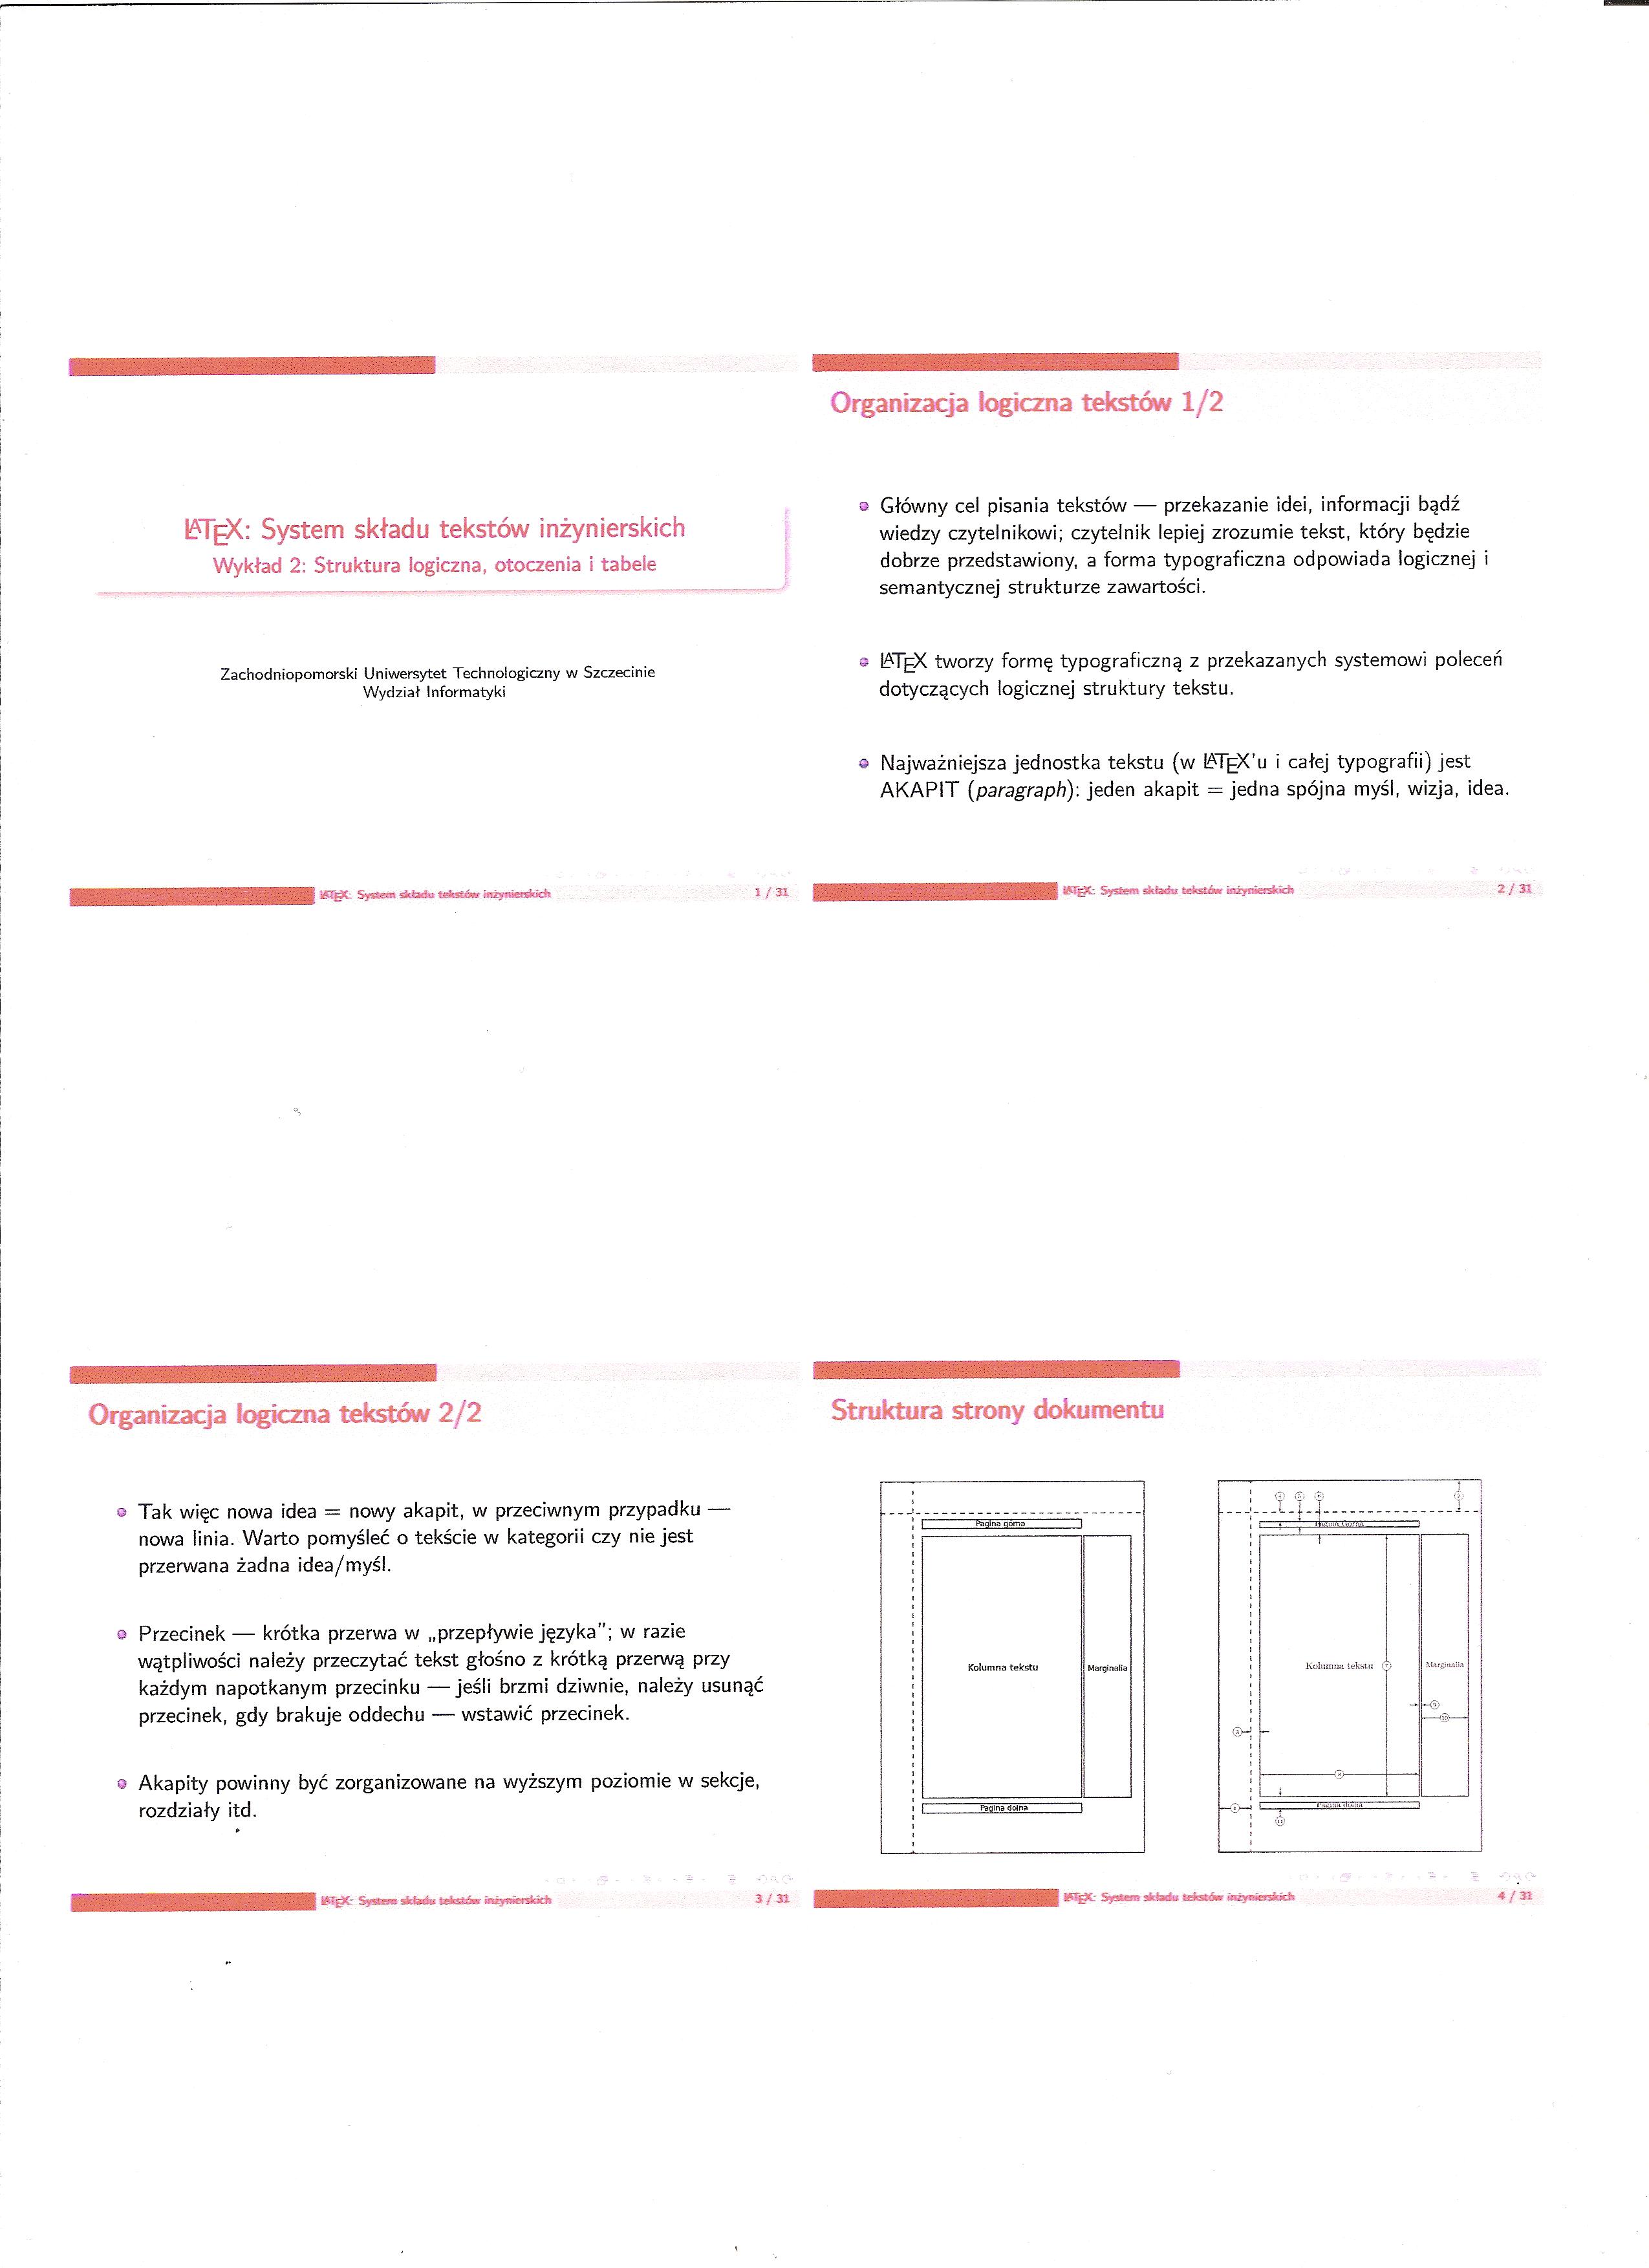 LATEX: System składu tekstów inżynierskich
Wykład 2: Struktura logiczna, otoczenia i tabele
Zachodniopomorski Uniwersytet Technologiczny w Szczecinie
Wydział Informatyki
LATEX: System składu tekstów inżynierskich 1 / 31
Organizacja logiczna tekstów 1/2
Główny cel pisania tekstów — przekazanie idei, informacji bądź
wiedzy czytelnikowi; czytelnik lepiej zrozumie tekst, który będzie
dobrze przedstawiony, a forma typograficzna odpowiada logicznej i
semantycznej strukturze zawartości.
LATEX tworzy formę typograficzną z przekazanych systemowi poleceń
dotyczących logicznej struktury tekstu.
Najważniejsza jednostka tekstu (w LATEX'u i całej typografii) jest
AKAPIT (paragraph): jeden akapit = jedna spójna myśl, wizja, idea.
LATEX: System składu tekstów inżynierskich 2 / 31
Organizacja logiczna tekstów 2/2
Tak więc nowa idea = nowy akapit, w przeciwnym przypadku —
nowa linia. Warto pomyśleć o tekście w kategorii czy nie jest
przerwana żadna idea/myśl.
Przecinek — krótka przerwa w „przepływie języka”; w razie
wątpliwości należy przeczytać tekst głośno z krótką przerwą przy
każdym napotkanym przecinku — jeśli brzmi dziwnie, należy usunąć
przecinek, gdy brakuje oddechu — wstawić przecinek.
Akapity powinny być zorganizowane na wyższym poziomie w sekcje,
rozdziały itd.
LATEX: System składu tekstów inżynierskich 3 / 31
Struktura strony dokumentu
Pagina górna
Kolumna tekstu
Marginalia
Pagina dolna
Kolumna tekstu
Marginalia
Pagina dolna
LATEX: System składu tekstów inżynierskich 4 / 31